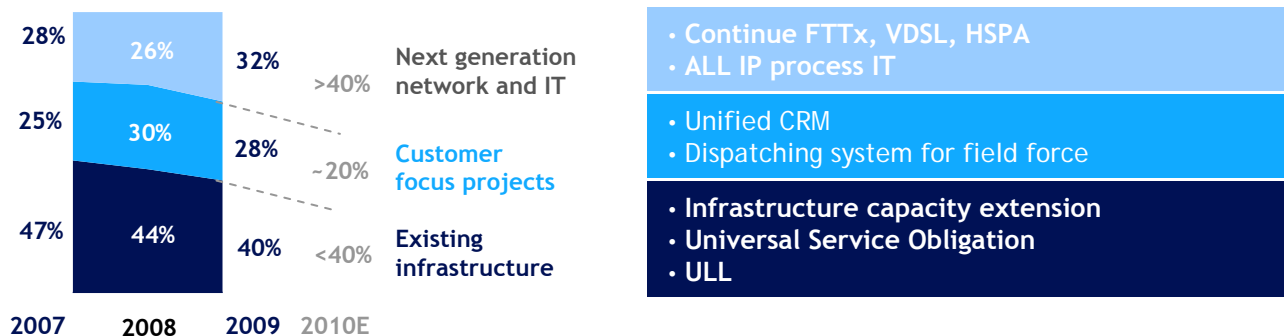 28%
26%
32%
>40%
Next generation
network and IT
25%
30%
28%
~20%
Customer
focus projects
47%
44%
40%
<40%
Existing
infrastructure
2007
2008
2009
2010E
• Continue FTTx, VDSL, HSPA
• ALL IP process IT
• Unified CRM
• Dispatching system for field force
• Infrastructure capacity extension
• Universal Service Obligation
• ULL